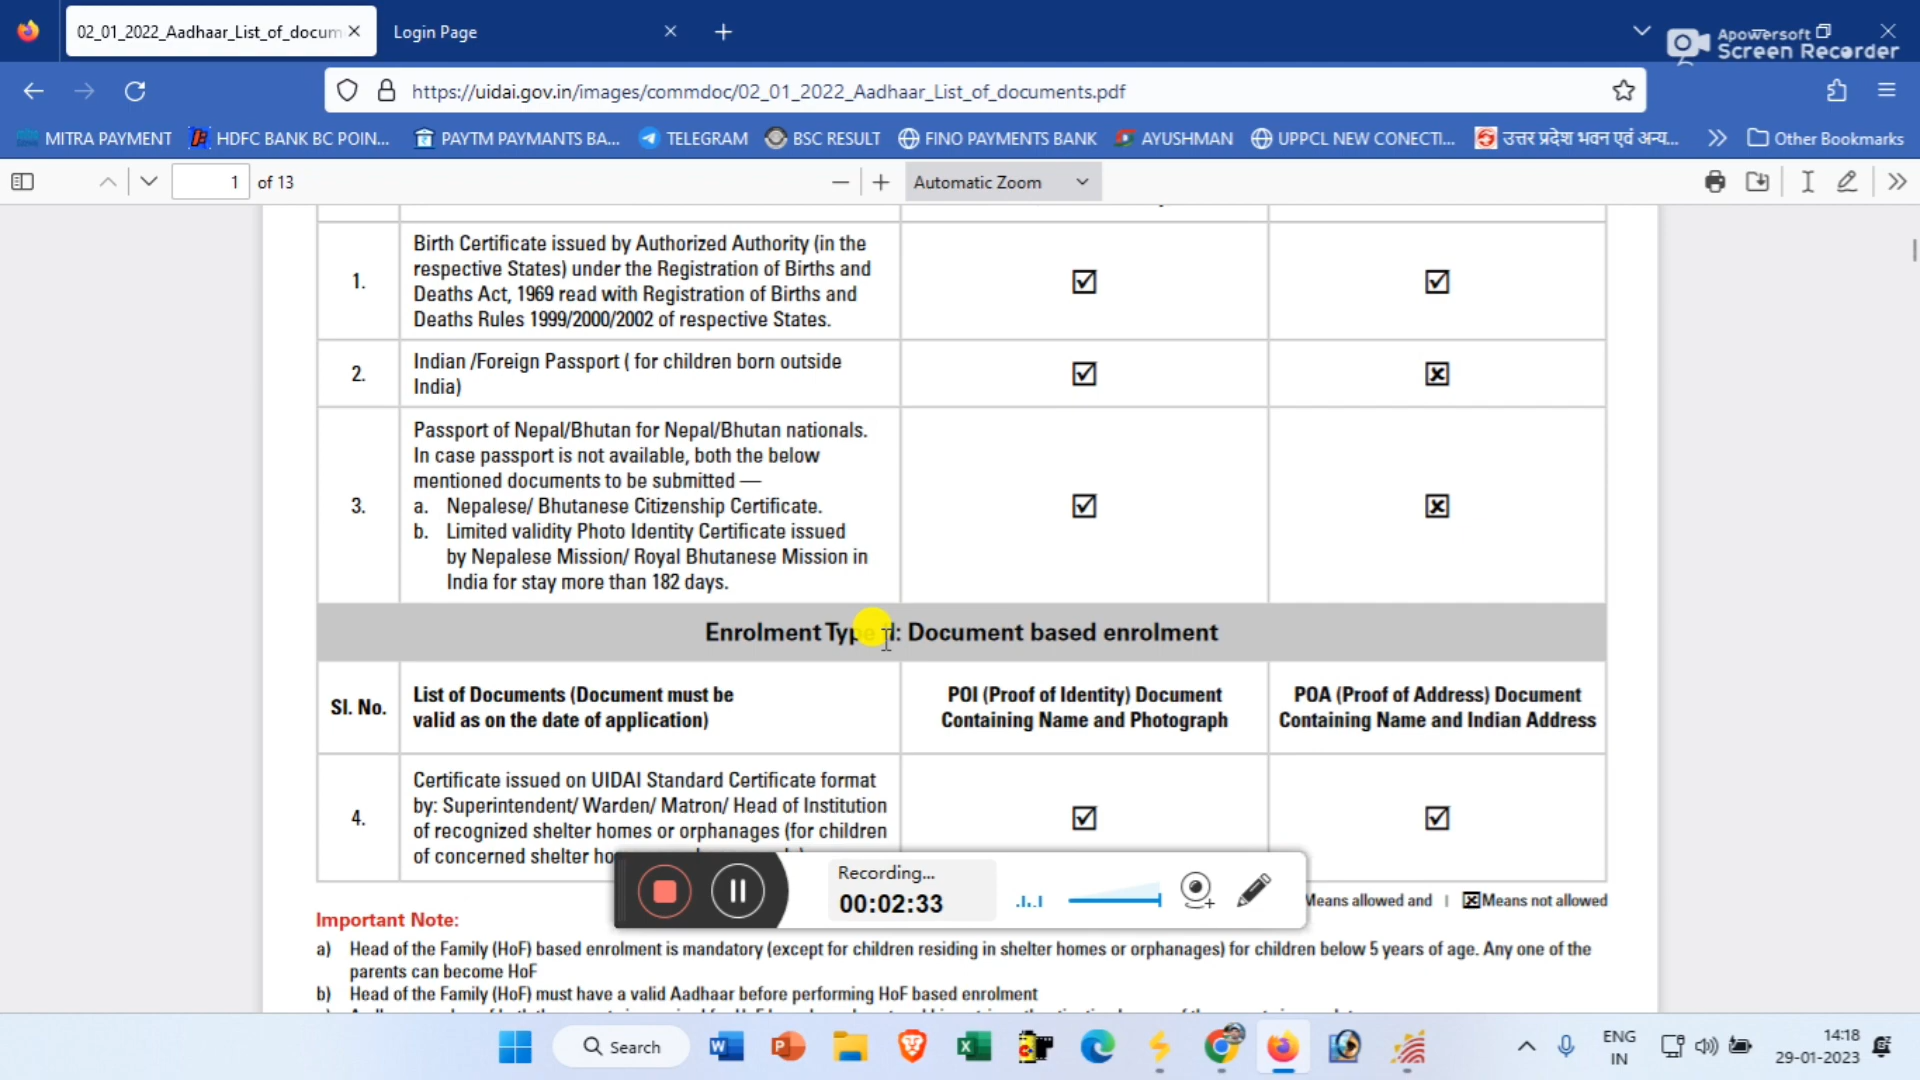 02_01_2022_Aadhaar_List_of_docum
Login Page
Apowersoft
Screen Recorder
https://uidai.gov.in/images/commdoc/02_01_2022_Aadhaar_List_of_documents.pdf
MITRA PAYMENT
HDFC BANK BC POIN...
PAYTM PAYMANTS BA...
TELEGRAM
BSC RESULT
FINO PAYMENTS BANK
AYUSHMAN
UPPCL NEW CONECTI...
उत्तर प्रदेश भवन एवं अन्य...
Other Bookmarks
1 of 13
Automatic Zoom
1.
Birth Certificate issued by Authorized Authority (in the
respective States) under the Registration of Births and
Deaths Act, 1969 read with Registration of Births and
Deaths Rules 1999/2000/2002 of respective States.
2.
Indian /Foreign Passport ( for children born outside
India)
3.
Passport of Nepal/Bhutan for Nepal/Bhutan nationals.
In case passport is not available, both the below
mentioned documents to be submitted —
a. Nepalese/ Bhutanese Citizenship Certificate.
b. Limited validity Photo Identity Certificate issued
by Nepalese Mission/ Royal Bhutanese Mission in
India for stay more than 182 days.
Enrolment Type : Document based enrolment
Sl. No.
List of Documents (Document must be
valid as on the date of application)
POI (Proof of Identity) Document
Containing Name and Photograph
POA (Proof of Address) Document
Containing Name and Indian Address
4.
Certificate issued on UIDAI Standard Certificate format
by: Superintendent/ Warden/ Matron/ Head of Institution
of recognized shelter homes or orphanages (for children
of concerned shelter
Recording...
00:02:33
Means allowed and | Means not allowed
Important Note:
a) Head of the Family (HoF) based enrolment is mandatory (except for children residing in shelter homes or orphanages) for children below 5 years of age. Any one of the
parents can become HoF
b) Head of the Family (HoF) must have a valid Aadhaar before performing HoF based enrolment
Search
ENG
IN
14:18
29-01-2023